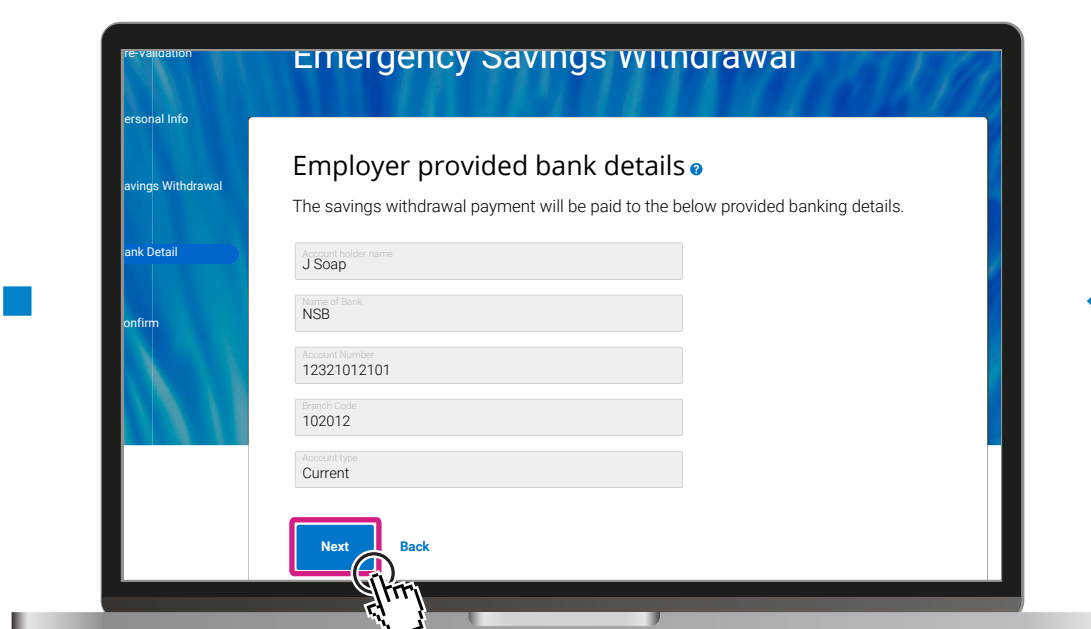 re-validation
Emergency Savings Withdrawal
ersonal Info
Employer provided bank details
avings Withdrawal
The savings withdrawal payment will be paid to the below provided banking details.
ank Detail
Account holder name
J Soap
Name of Bank
NSB
onfirm
Account Number
12321012101
Branch Code
102012
Account type
Current
Next
Back